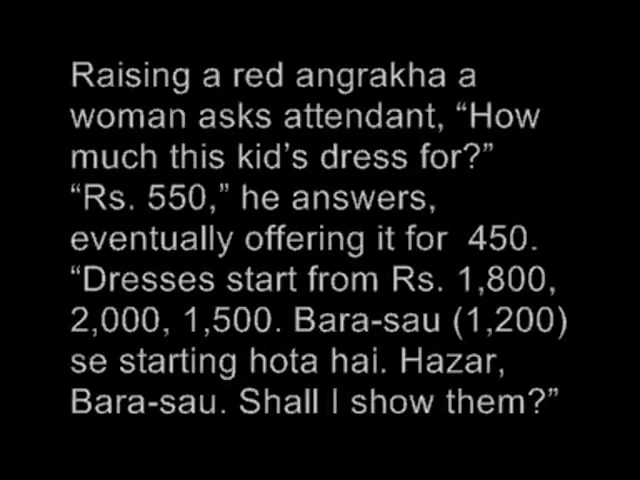 Raising a red angrakha a
woman asks attendant, “How
much this kid’s dress for?”
“Rs. 550,” he answers,
eventually offering it for  450.
“Dresses start from Rs. 1,800,
2,000, 1,500. Bara-sau (1,200)
se starting hota hai. Hazar,
Bara-sau. Shall I show them?”